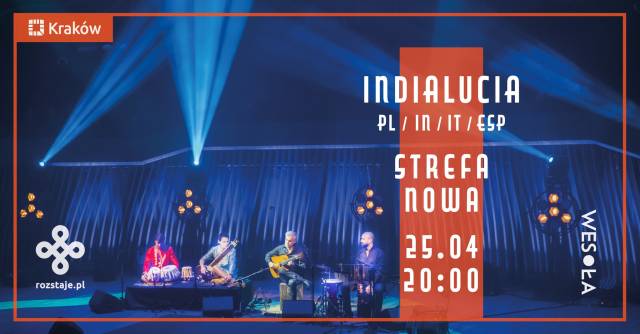 Kraków
INDIALUCIA
PL / IN / IT / ESP
STREFA
NOWA
25.04
20:00
rozstaje.pl
WESOŁA